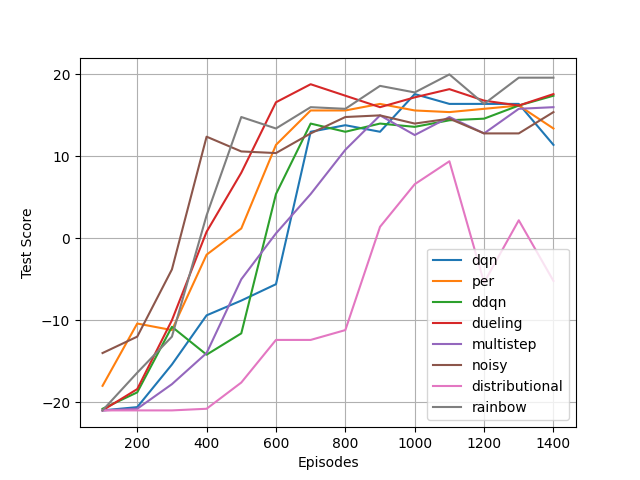 20
10
0
−10
−20
Test Score
200 400 600 800 1000 1200 1400
Episodes
dqn
per
ddqn
dueling
multistep
noisy
distributional
rainbow